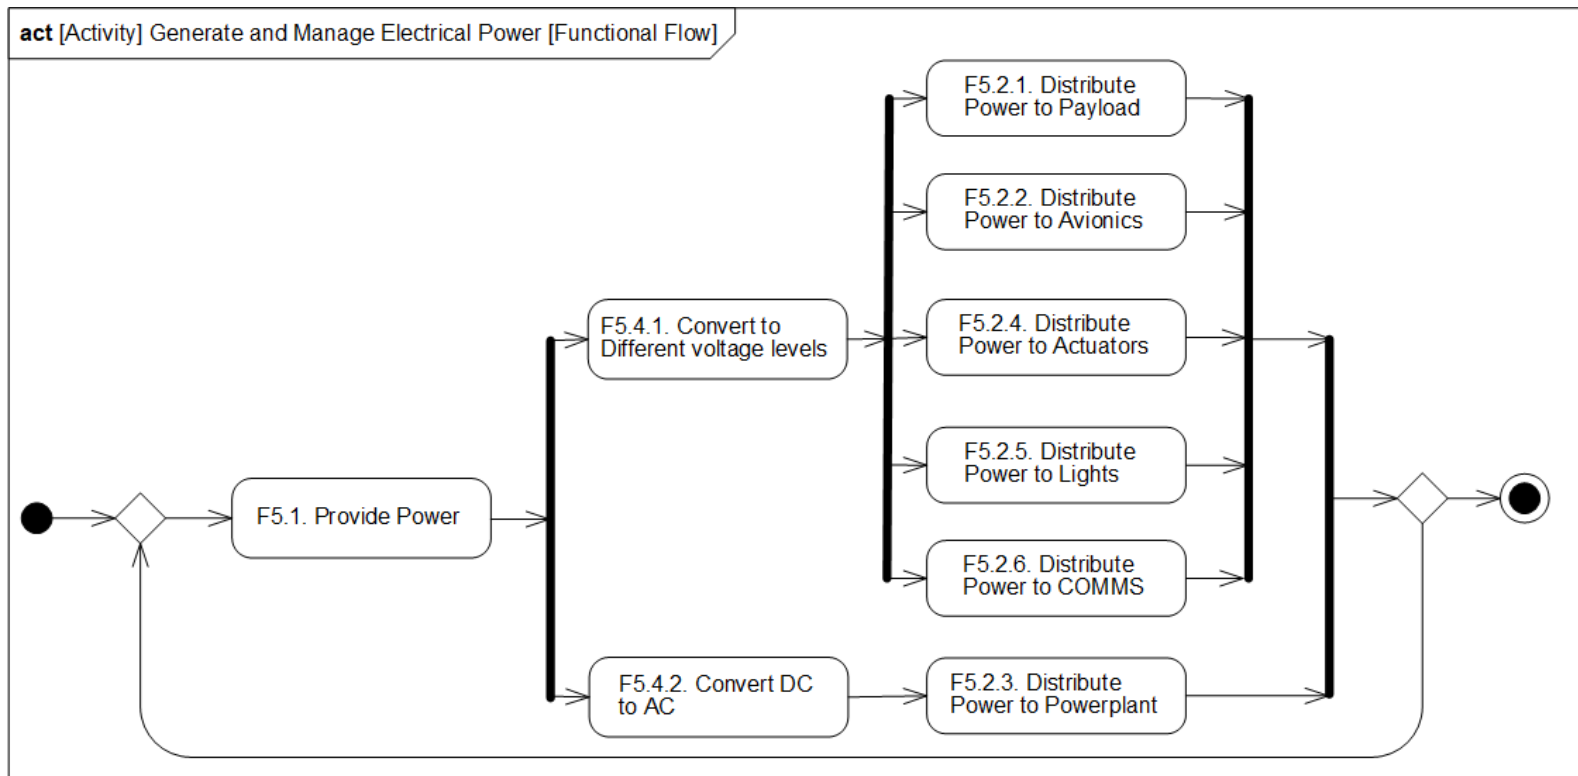 act [Activity] Generate and Manage Electrical Power [Functional Flow]
F5.2.1. Distribute
Power to Payload
F5.2.2. Distribute
Power to Avionics
F5.4.1. Convert to
Different voltage levels
F5.2.4. Distribute
Power to Actuators
F5.2.5. Distribute
Power to Lights
F5.1. Provide Power
F5.2.6. Distribute
Power to COMMS
F5.4.2. Convert DC
to AC
F5.2.3. Distribute
Power to Powerplant